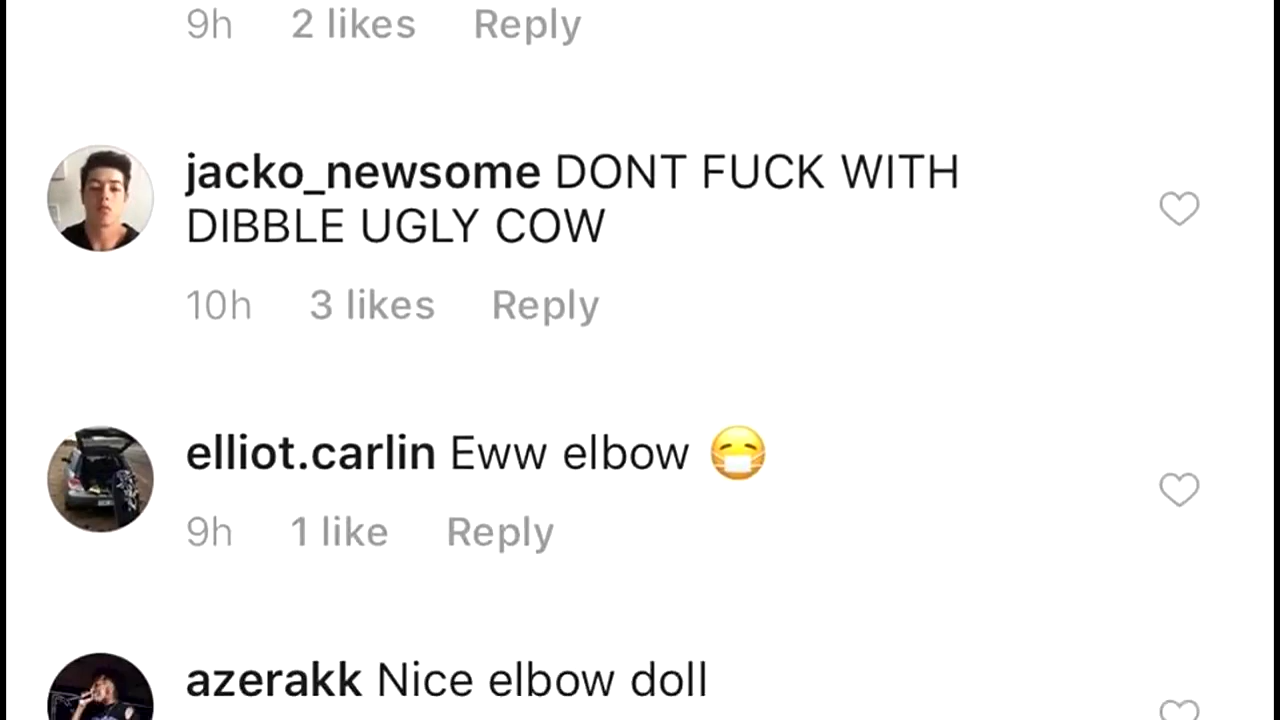 9h 2 likes Reply
jacko_newsome DONT FUCK WITH
DIBBLE UGLY COW
10h 3 likes Reply
elliot.carlin Eww elbow 😷
9h 1 like Reply
azerakk Nice elbow doll